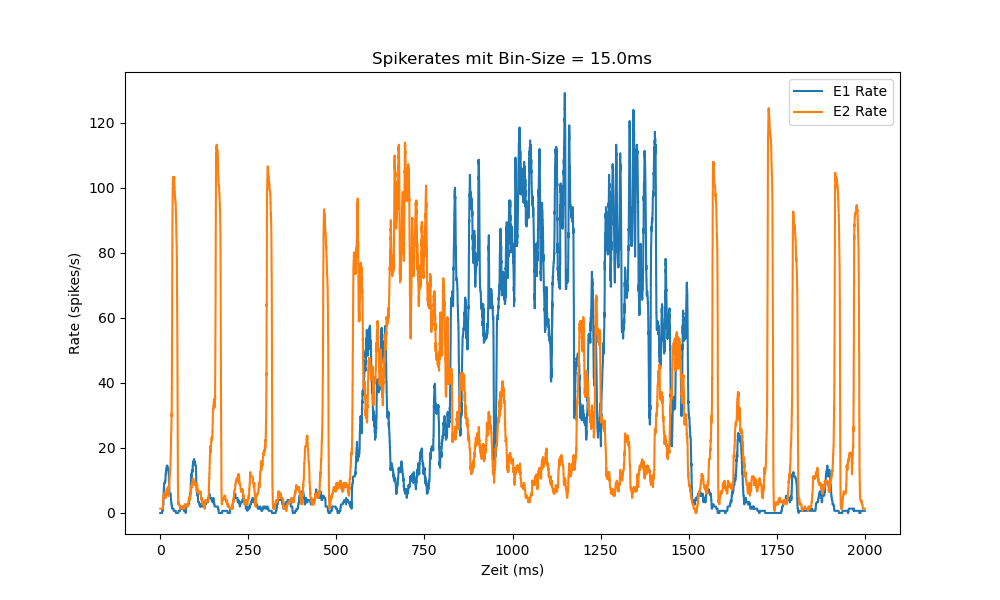 Spikerates mit Bin-Size = 15.0ms
E1 Rate
E2 Rate
Rate (spikes/s)
120
100
80
60
40
20
0
0 250 500 750 1000 1250 1500 1750 2000
Zeit (ms)